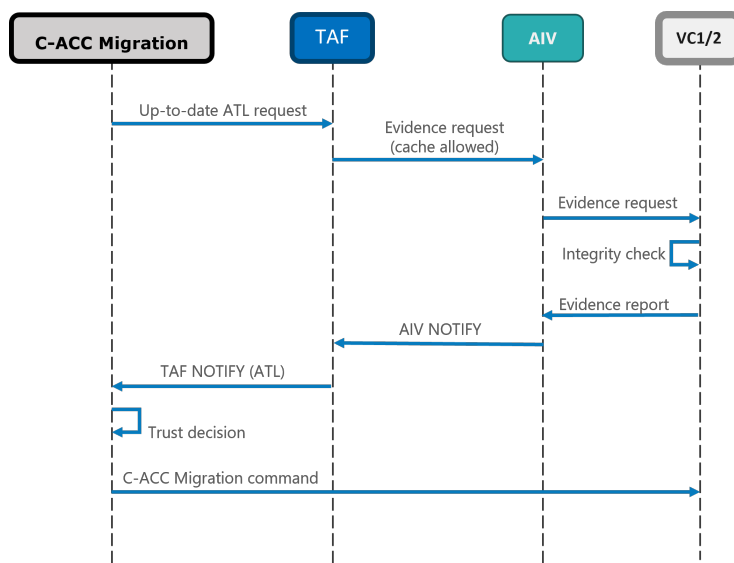 C-ACC Migration
TAF
AIV
VC1/2
Up-to-date ATL request
Evidence request
(cache allowed)
Evidence request
Integrity check
Evidence report
AIV NOTIFY
TAF NOTIFY (ATL)
Trust decision
C-ACC Migration command